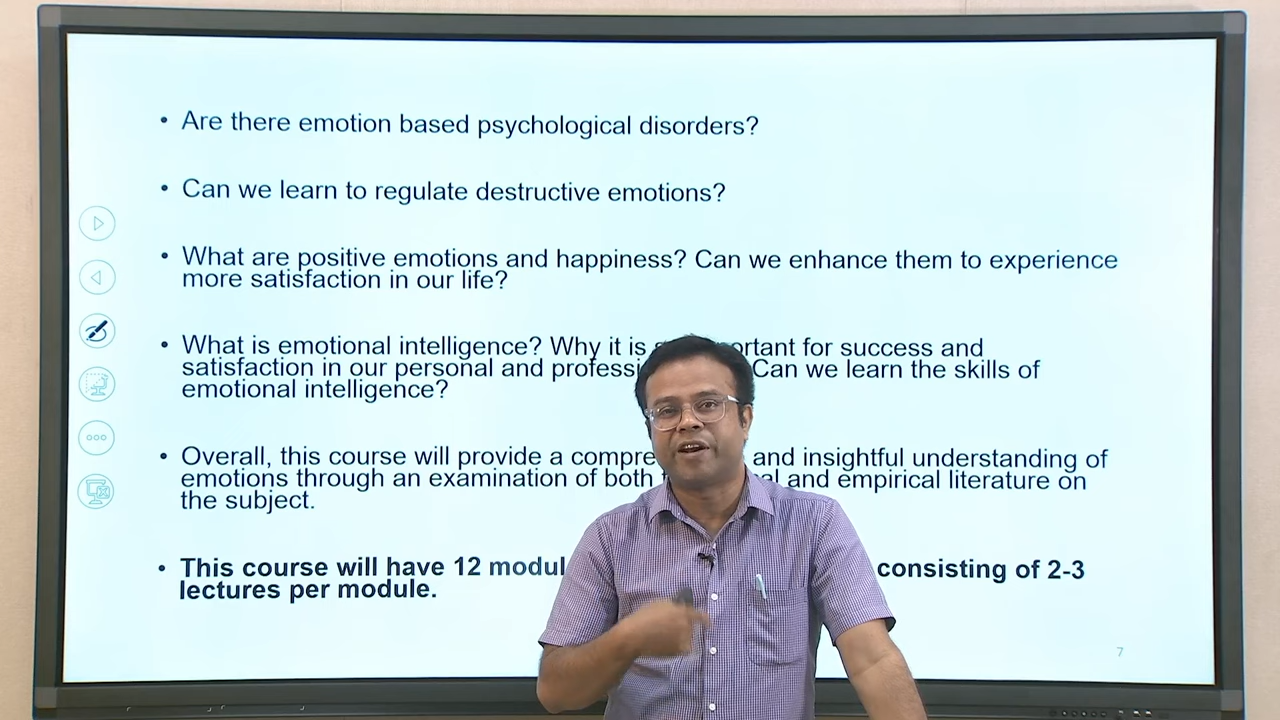 • Are there emotion based psychological disorders?
• Can we learn to regulate destructive emotions?
• What are positive emotions and happiness? Can we enhance them to experience
more satisfaction in our life?
• What is emotional intelligence? Why it is ortant for success and
satisfaction in our personal and professi Can we learn the skills of
emotional intelligence?
• Overall, this course will provide a compre and insightful understanding of
emotions through an examination of both al and empirical literature on
the subject.
• This course will have 12 modul consisting of 2-3
lectures per module.
7